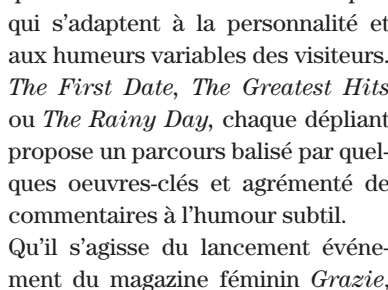 qui s’adaptent à la personnalité et
aux humeurs variables des visiteurs.
The First Date, The Greatest Hits
ou The Rainy Day, chaque dépliant
propose un parcours balisé par quel-
ques oeuvres-clés et agrémenté de
commentaires à l’humour subtil.
Qu’il s’agisse du lancement événe-
ment du magazine féminin Grazie,